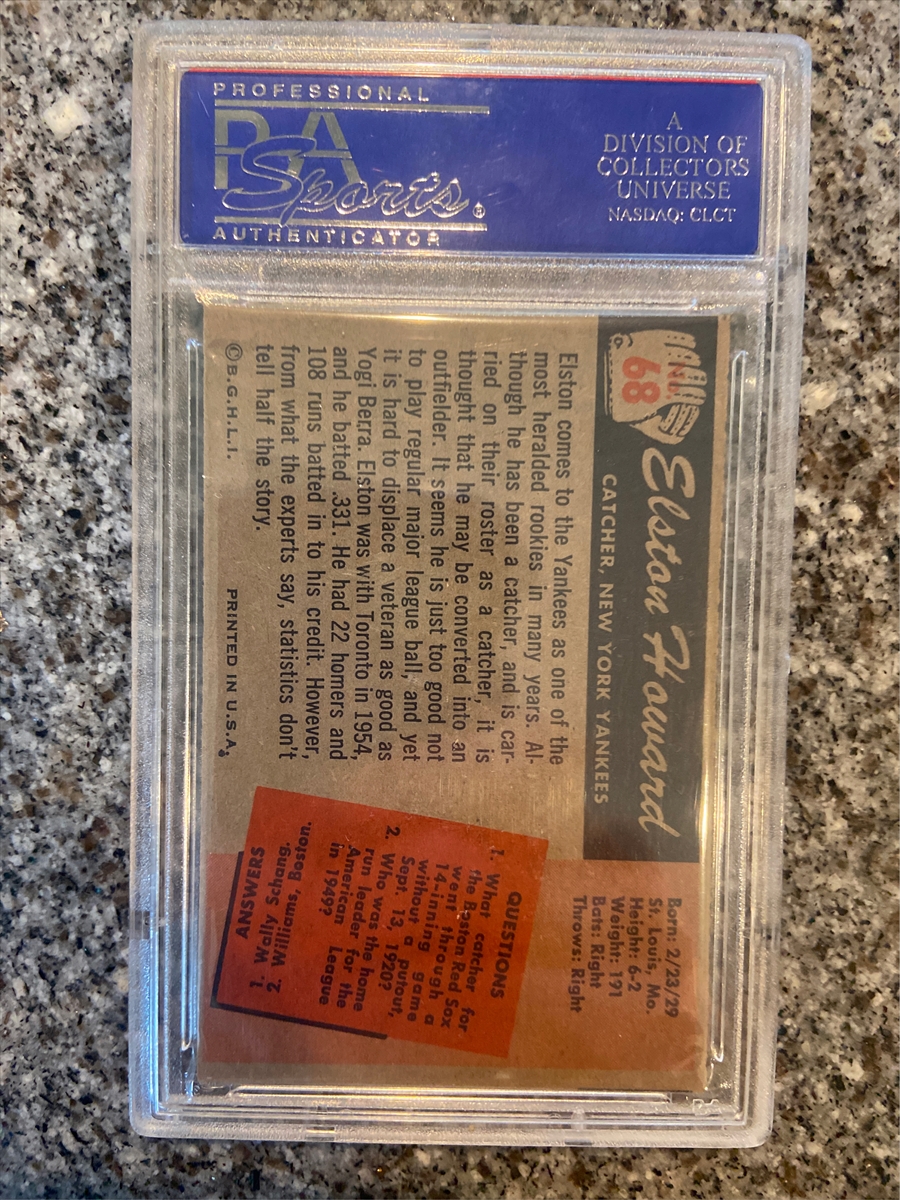 PROFESSIONAL
PSA
Sports®
AUTHENTICATOR
A
DIVISION OF
COLLECTORS
UNIVERSE
NASDAQ: CLCT
NO.
68
Elston Howard
CATCHER, NEW YORK YANKEES
Born: 2/23/29
St. Louis, Mo.
Height: 6-2
Weight: 191
Bats: Right
Throws: Right
Elston comes to the Yankees as one of the
most heralded rookies in many years. Al-
though he has been a catcher, and is car-
ried on their roster as a catcher, it is
thought that he may be converted into an
outfielder. It seems he is just too good not
to play regular major league ball, and yet
it is hard to displace a veteran as good as
Yogi Berra. Elston was with Toronto in 1954,
and he batted .331. He had 22 homers and
108 runs batted in to his credit. However,
from what the experts say, statistics don't
tell half the story.
©B.G.H.L.I.
PRINTED IN U.S.A.
QUESTIONS
1. What catcher for
the Boston Red Sox
went through a
14-inning game
without a putout,
Sept. 13, 1920?
2. Who was the home
run leader for the
American League
in 1949?
ANSWERS
1. Wally Schang.
2. Williams, Boston.